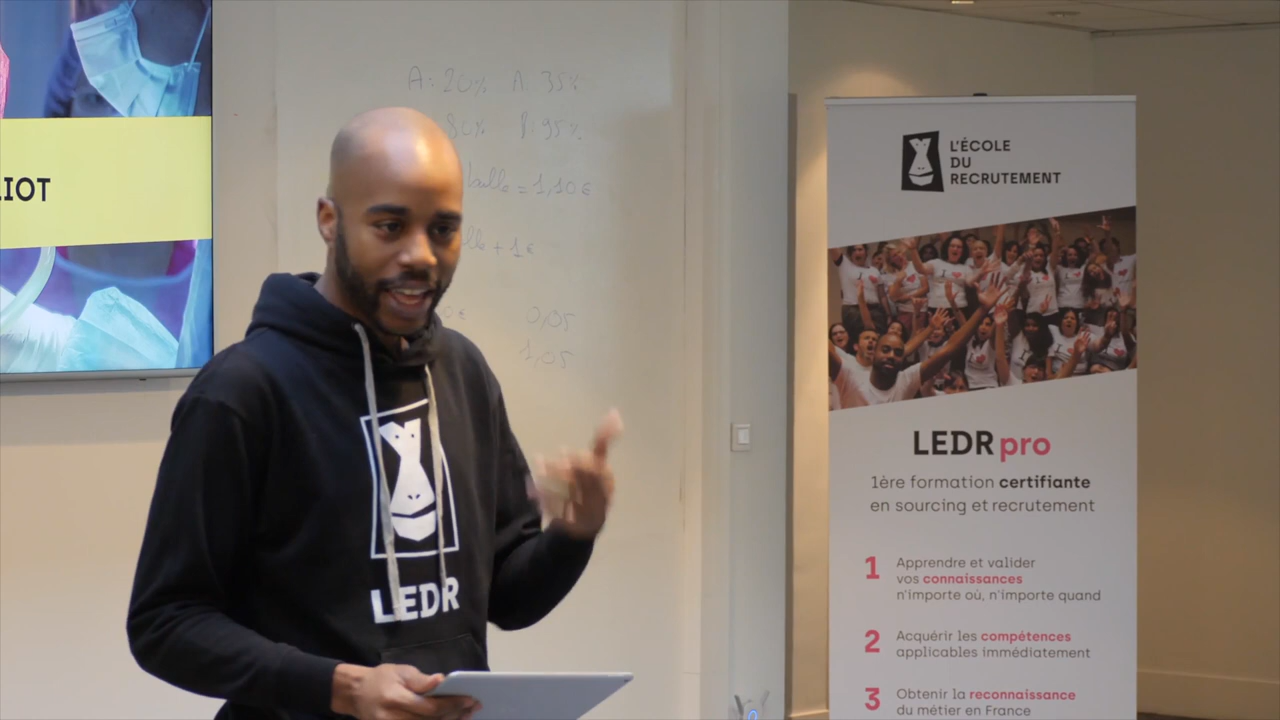 IOT
A: 20% A: 35%
80% P: 95%
= 1,10€
+ 1€
0,05
1,05
LEDR
L'ÉCOLE
DU
RECRUTEMENT
LEDR pro
1ère formation certifiante
en sourcing et recrutement
1 Apprendre et valider
vos connaissances
n'importe où, n'importe quand
2 Acquérir les compétences
applicables immédiatement
3 Obtenir la reconnaissance
du métier en France